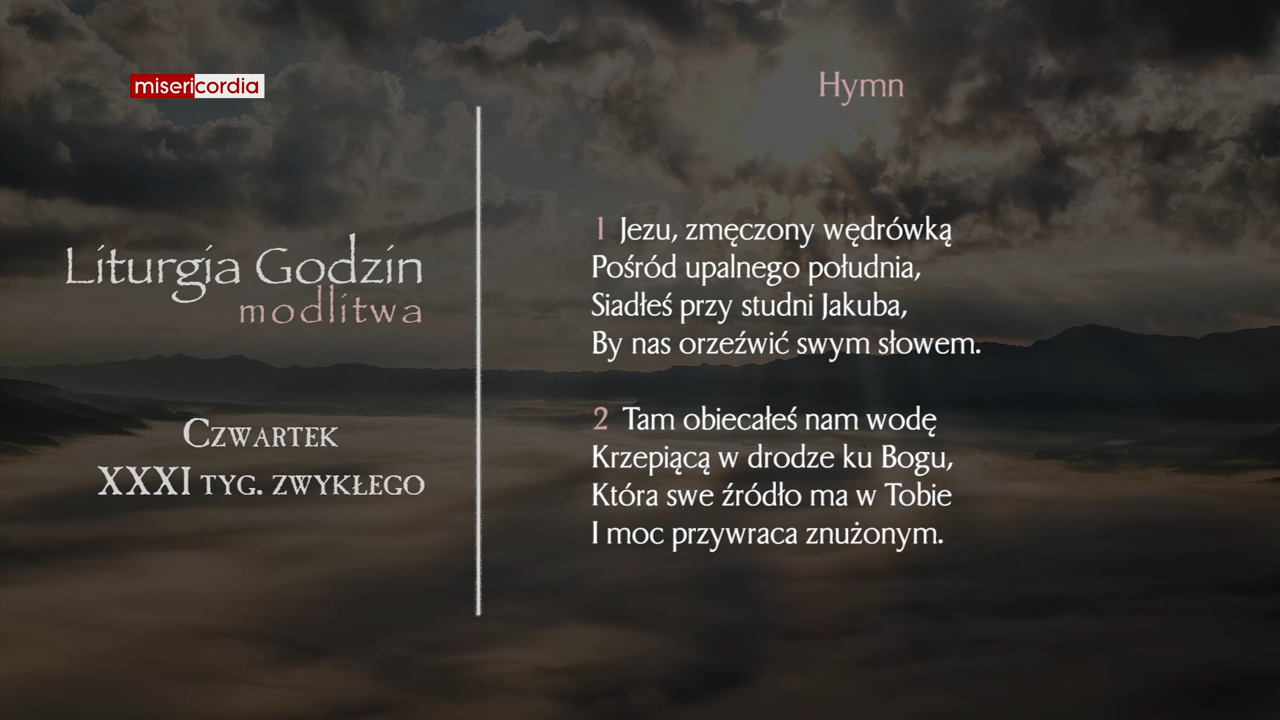 misericordia
Liturgia Godzin
modlitwa
Czwartek
XXXI tyg. zwykłego
Hymn
1 Jezu, zmęczony wędrówką
Pośród upalnego południa,
Siadłeś przy studni Jakuba,
By nas orzeźwić swym słowem.
2 Tam obiecałeś nam wodę
Krzepiącą w drodze ku Bogu,
Która swe źródło ma w Tobie
I moc przywraca znużonym.